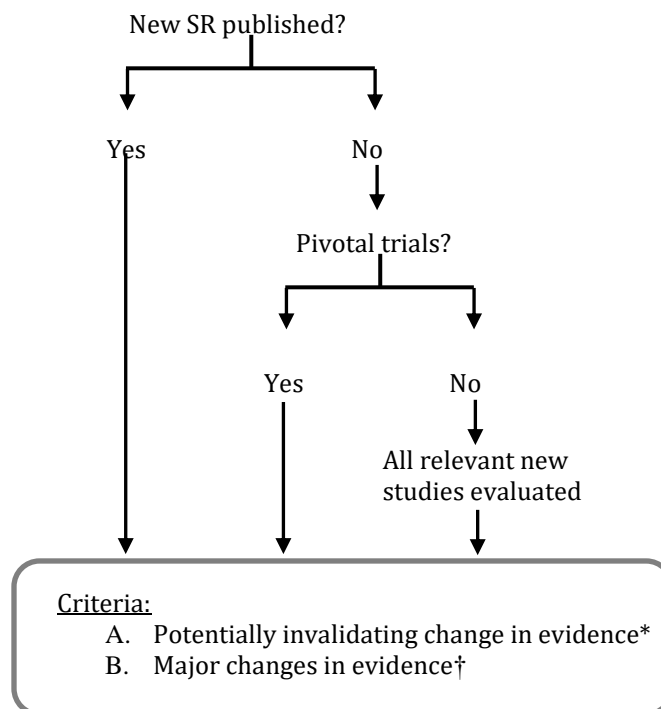 New SR published?
Yes
No
Pivotal trials?
Yes
No
All relevant new
studies evaluated
Criteria:
A. Potentially invalidating change in evidence*
B. Major changes in evidence†